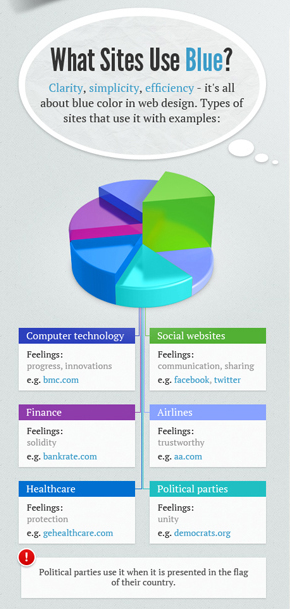 What Sites Use Blue?
Clarity, simplicity, efficiency - it's all
about blue color in web design. Types of
sites that use it with examples:
Computer technology
Feelings:
progress, innovations
e.g. bmc.com
Social websites
Feelings:
communication, sharing
e.g. facebook, twitter
Finance
Feelings:
solidity
e.g. bankrate.com
Airlines
Feelings:
trustworthy
e.g. aa.com
Healthcare
Feelings:
protection
e.g. gehealthcare.com
Political parties
Feelings:
unity
e.g. democrats.org
!
Political parties use it when it is presented in the flag
of their country.